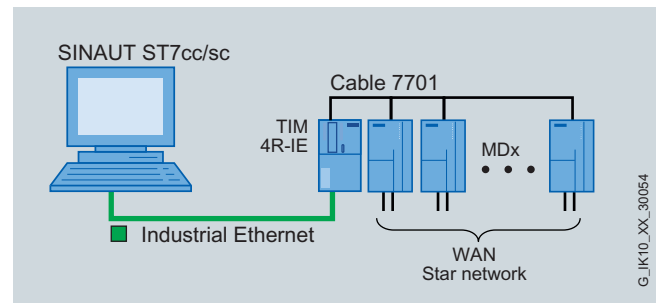 SINAUT ST7cc/sc
Cable 7701
TIM
4R-IE
MDx
Industrial Ethernet
WAN
Star network
G_IK10_XX_30054